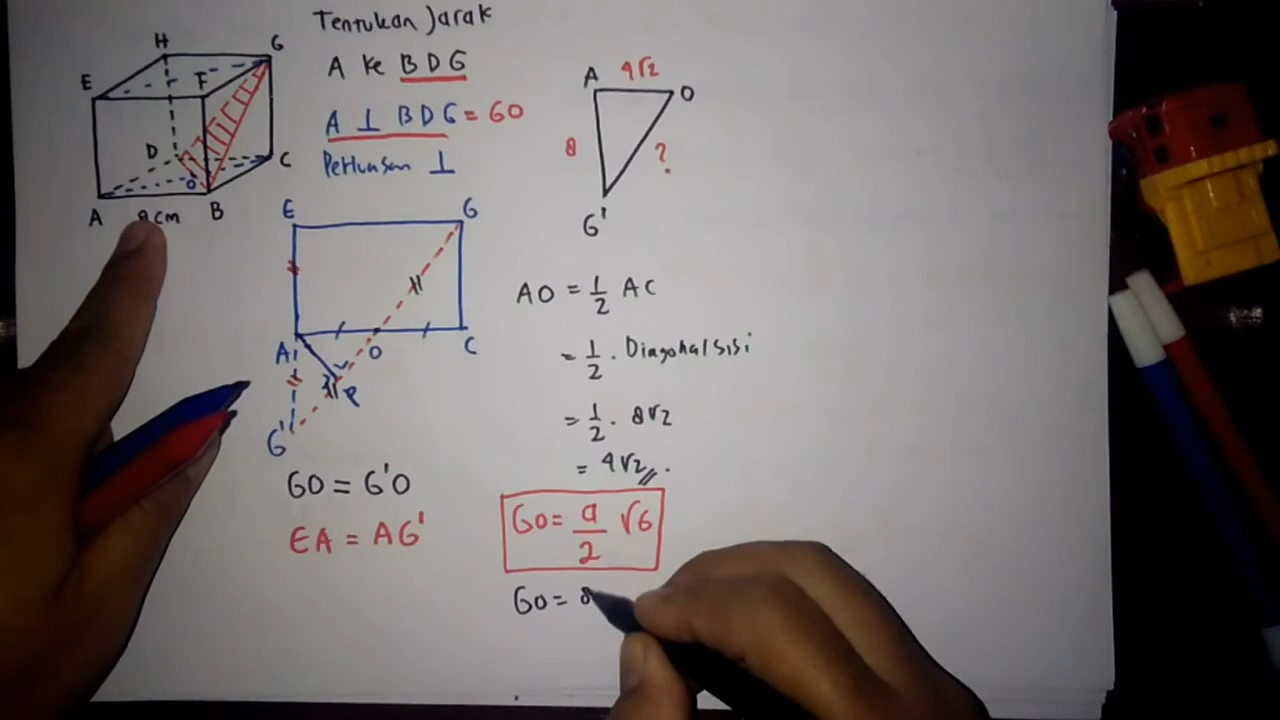 Tentukan Jarak
A ke BDG
A ⊥ BDG = GO
Perluasan ⊥
H
G
E
F
D
C
O
A
8 cm
B
A
4√2
O
8
?
G'
E
G
A
O
C
P
G'
GO = G'O
EA = AG'
AO = 1/2 AC
= 1/2 . Diagonal sisi
= 1/2 . 8√2
= 4√2 .
GO = a/2 √6
GO = 8